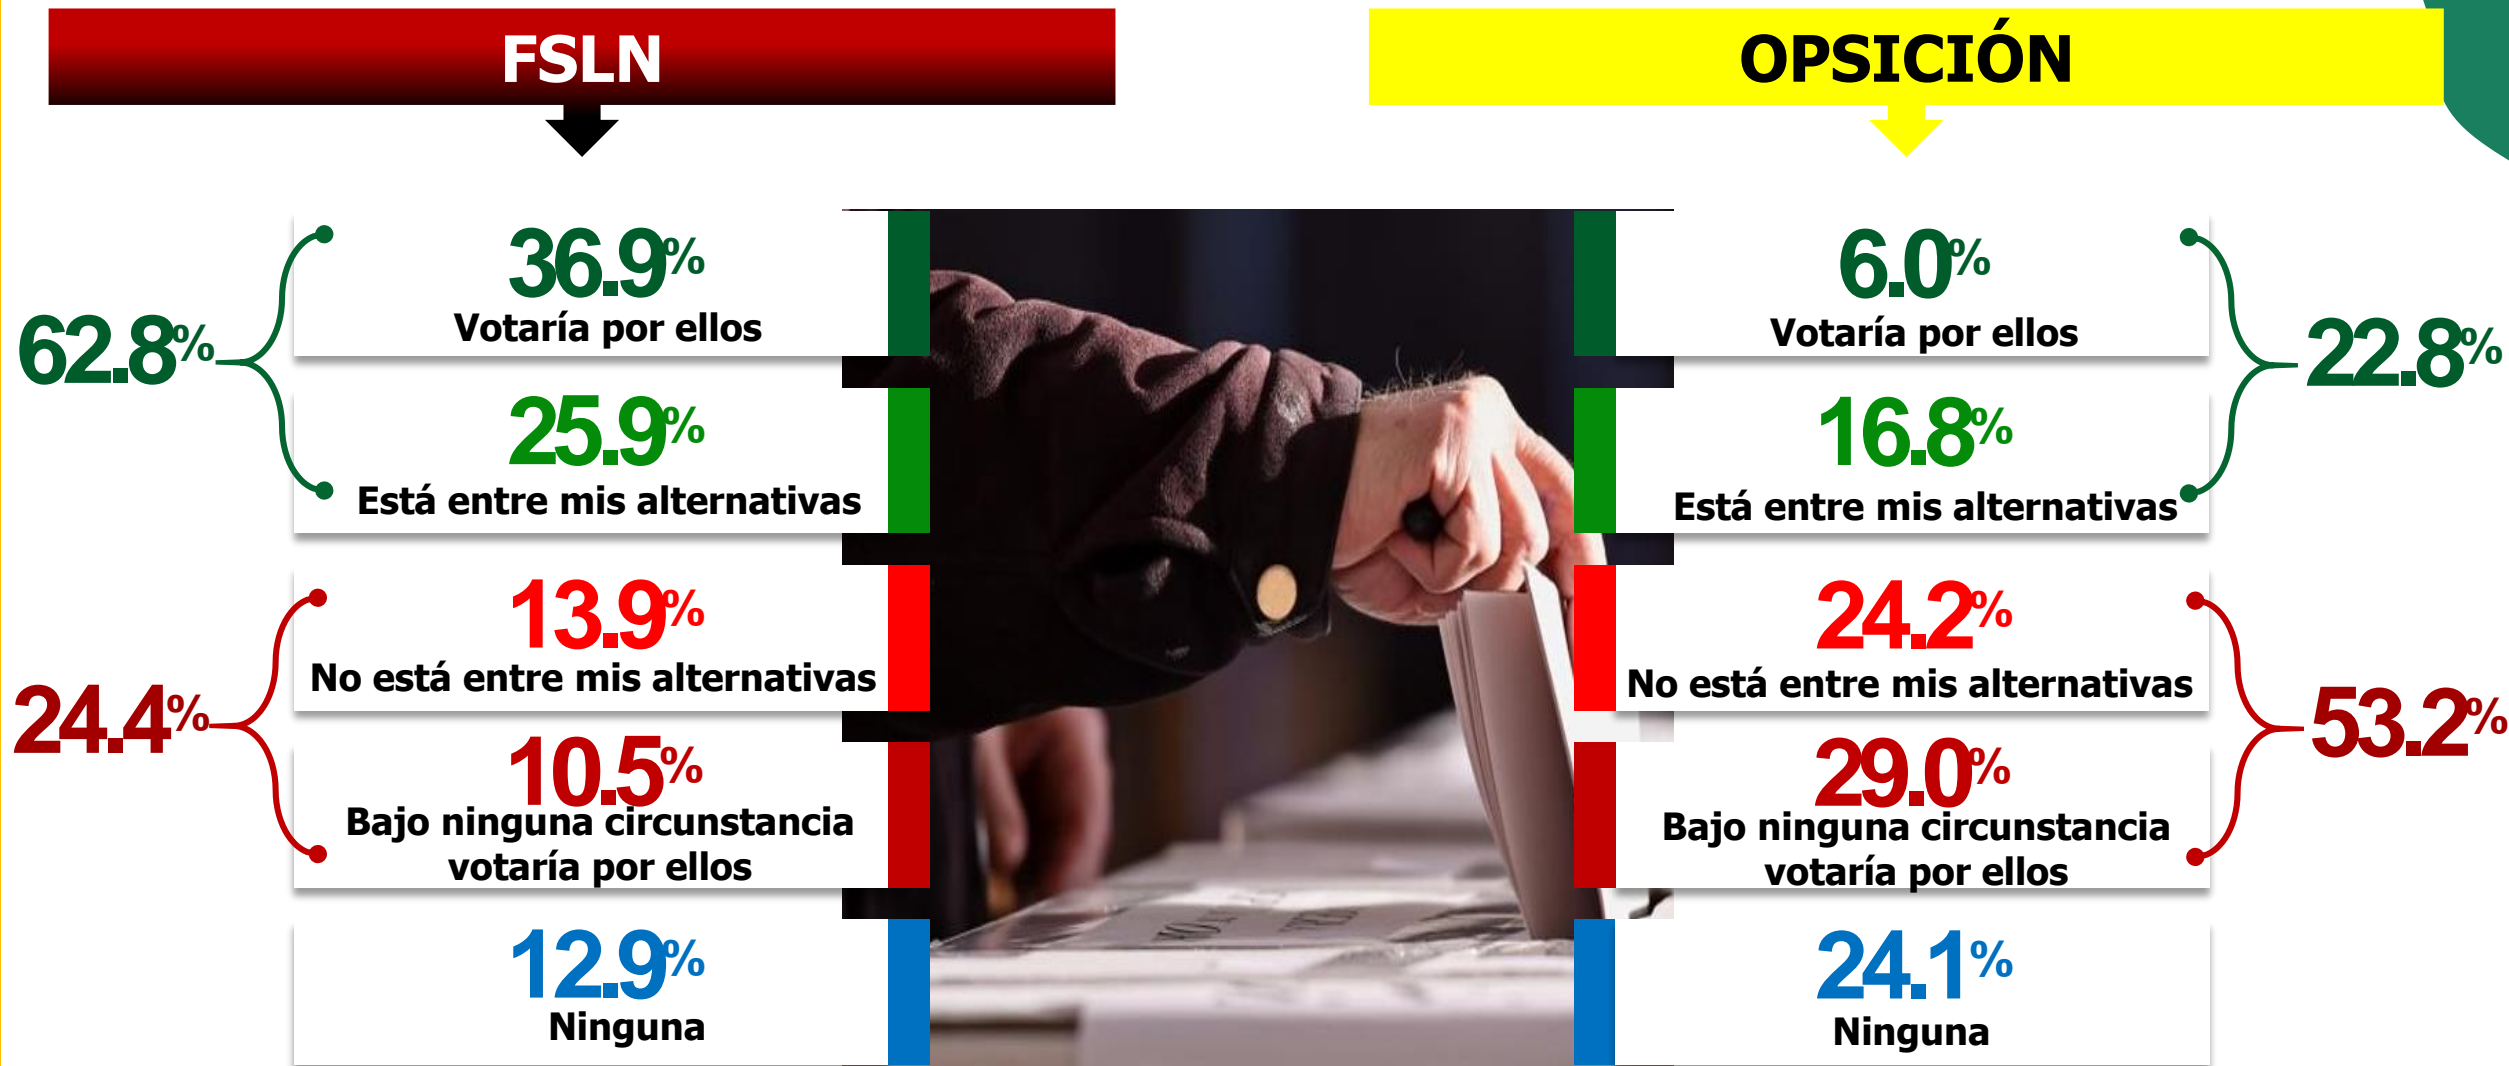 FSLN
36.9%
Votaría por ellos
62.8%
25.9%
Está entre mis alternativas
13.9%
No está entre mis alternativas
24.4%
10.5%
Bajo ninguna circunstancia
votaría por ellos
12.9%
Ninguna
OPSICIÓN
6.0%
Votaría por ellos
22.8%
16.8%
Está entre mis alternativas
24.2%
No está entre mis alternativas
53.2%
29.0%
Bajo ninguna circunstancia
votaría por ellos
24.1%
Ninguna